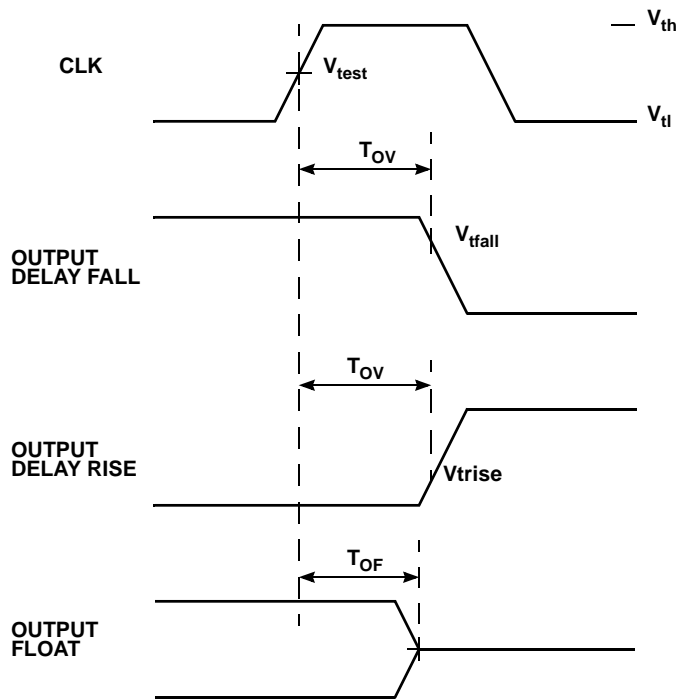 V_th
CLK
V_test
V_tl
T_OV
V_tfall
OUTPUT
DELAY FALL
T_OV
OUTPUT
DELAY RISE
Vtrise
T_OF
OUTPUT
FLOAT